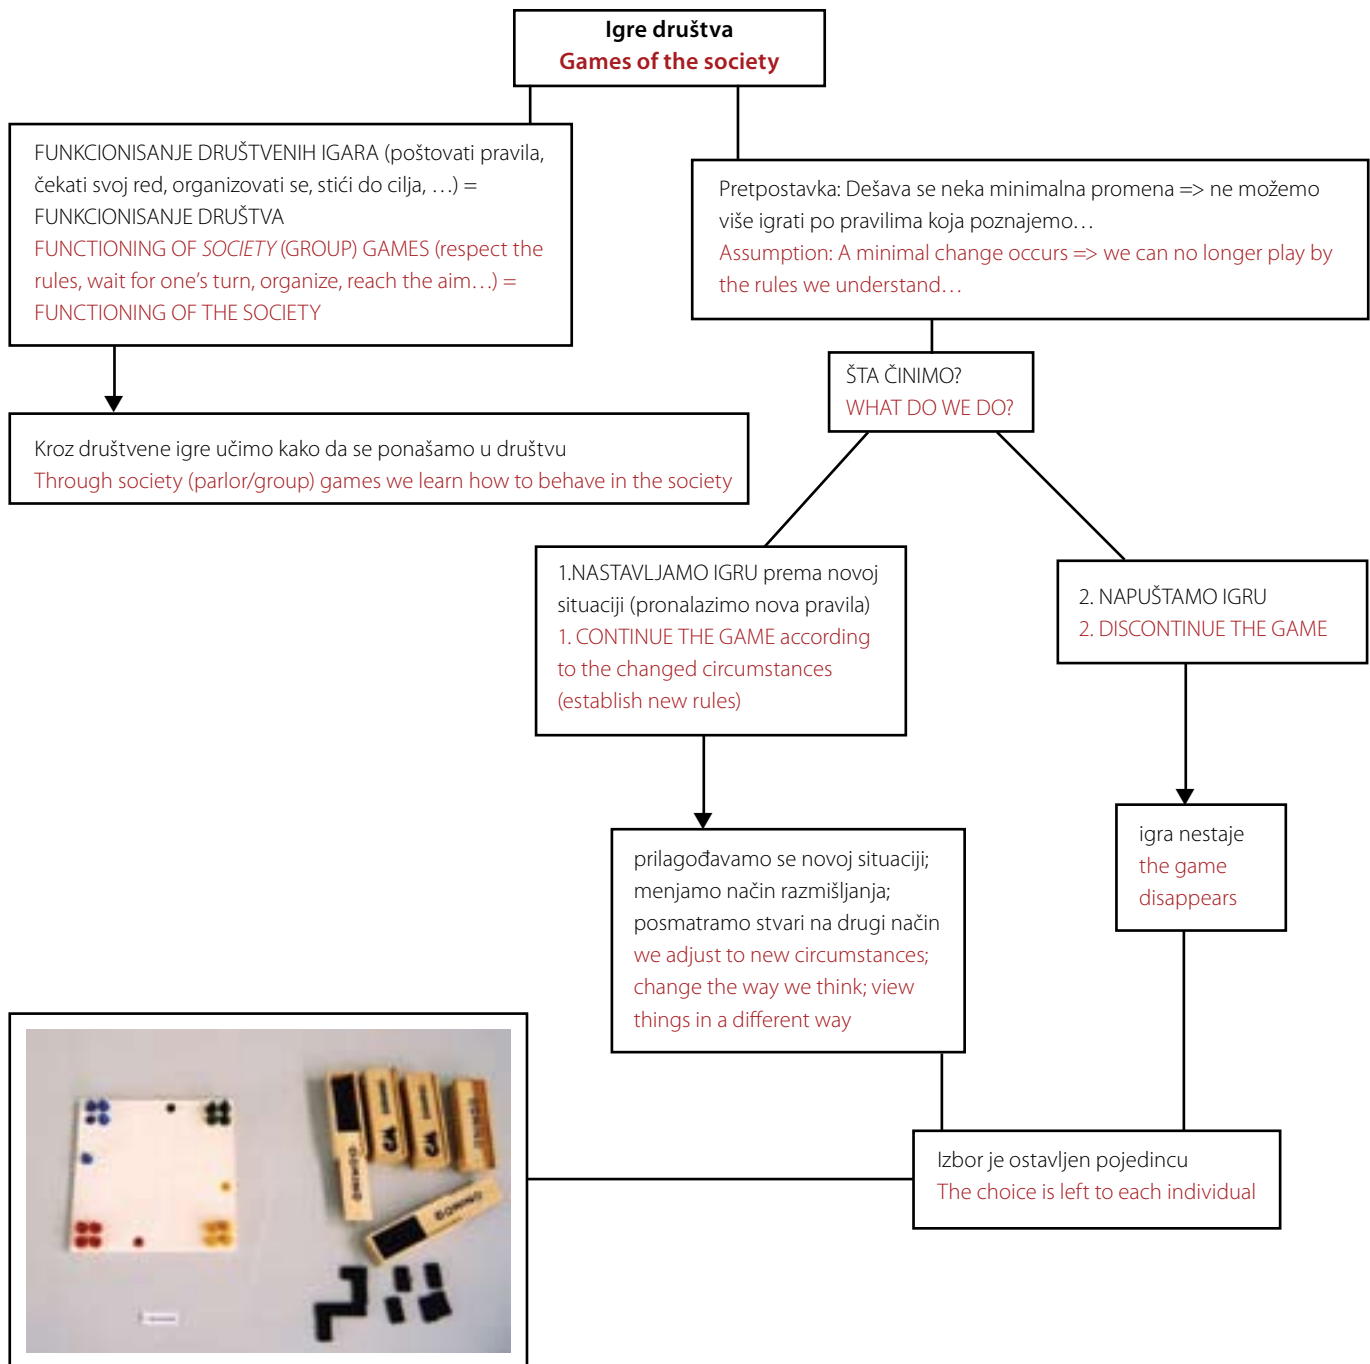 Igre društva
Games of the society
FUNKCIONISANJE DRUŠTVENIH IGARA (poštovati pravila,
čekati svoj red, organizovati se, stići do cilja, …) =
FUNKCIONISANJE DRUŠTVA
FUNCTIONING OF SOCIETY (GROUP) GAMES (respect the
rules, wait for one's turn, organize, reach the aim…) =
FUNCTIONING OF THE SOCIETY
Pretpostavka: Dešava se neka minimalna promena => ne možemo
više igrati po pravilima koja poznajemo…
Assumption: A minimal change occurs => we can no longer play by
the rules we understand…
ŠTA ČINIMO?
WHAT DO WE DO?
Kroz društvene igre učimo kako da se ponašamo u društvu
Through society (parlor/group) games we learn how to behave in the society
1.NASTAVLJAMO IGRU prema novoj
situaciji (pronalazimo nova pravila)
1. CONTINUE THE GAME according
to the changed circumstances
(establish new rules)
2. NAPUŠTAMO IGRU
2. DISCONTINUE THE GAME
prilagođavamo se novoj situaciji;
menjamo način razmišljanja;
posmatramo stvari na drugi način
we adjust to new circumstances;
change the way we think; view
things in a different way
igra nestaje
the game
disappears
Izbor je ostavljen pojedincu
The choice is left to each individual
DOMINO
DOMINO
DOMINO
DOMINO
DOMINO